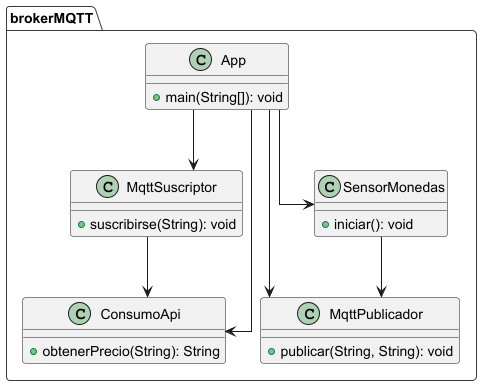 brokerMQTT
C App
main(String[]): void
C MqttSuscriptor
suscribirse(String): void
C SensorMonedas
iniciar(): void
C ConsumoApi
obtenerPrecio(String): String
C MqttPublicador
publicar(String, String): void